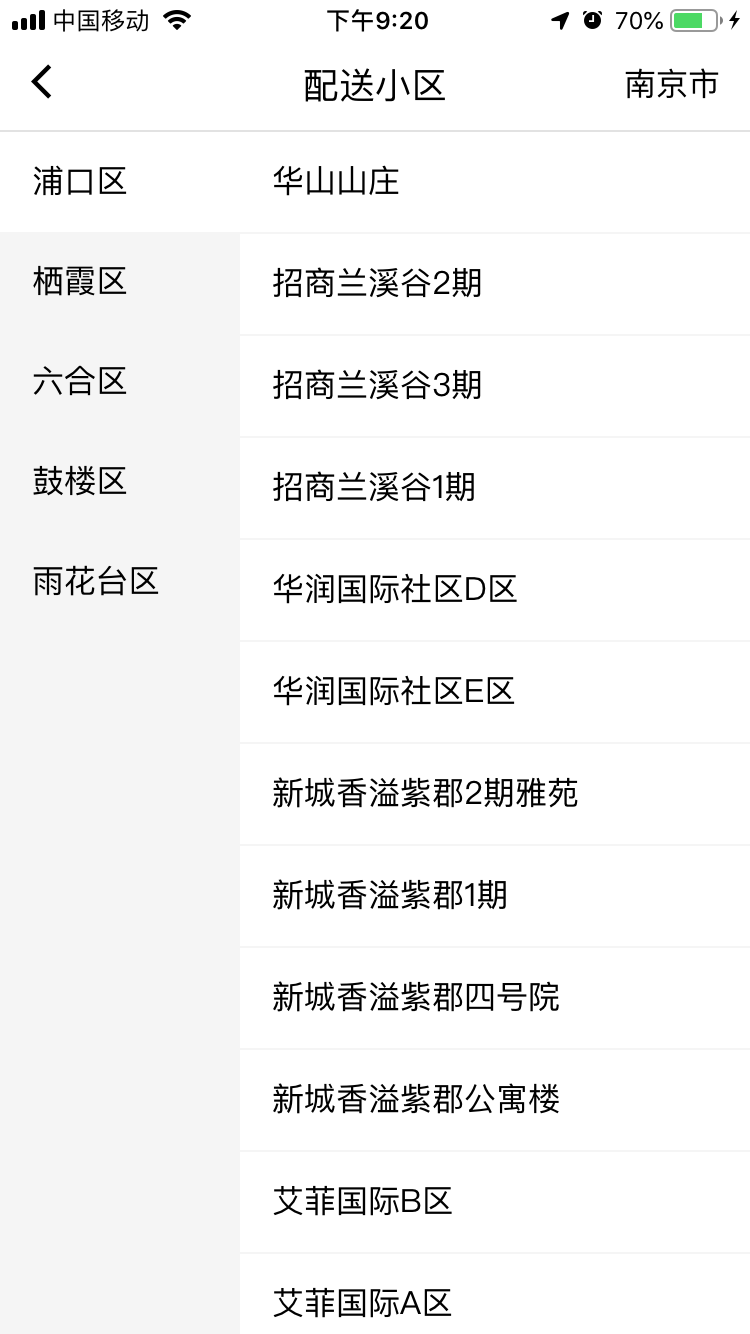 中国移动 下午9:20 70%
配送小区 南京市
浦口区
栖霞区
六合区
鼓楼区
雨花台区
华山山庄
招商兰溪谷2期
招商兰溪谷3期
招商兰溪谷1期
华润国际社区D区
华润国际社区E区
新城香溢紫郡2期雅苑
新城香溢紫郡1期
新城香溢紫郡四号院
新城香溢紫郡公寓楼
艾菲国际B区
艾菲国际A区